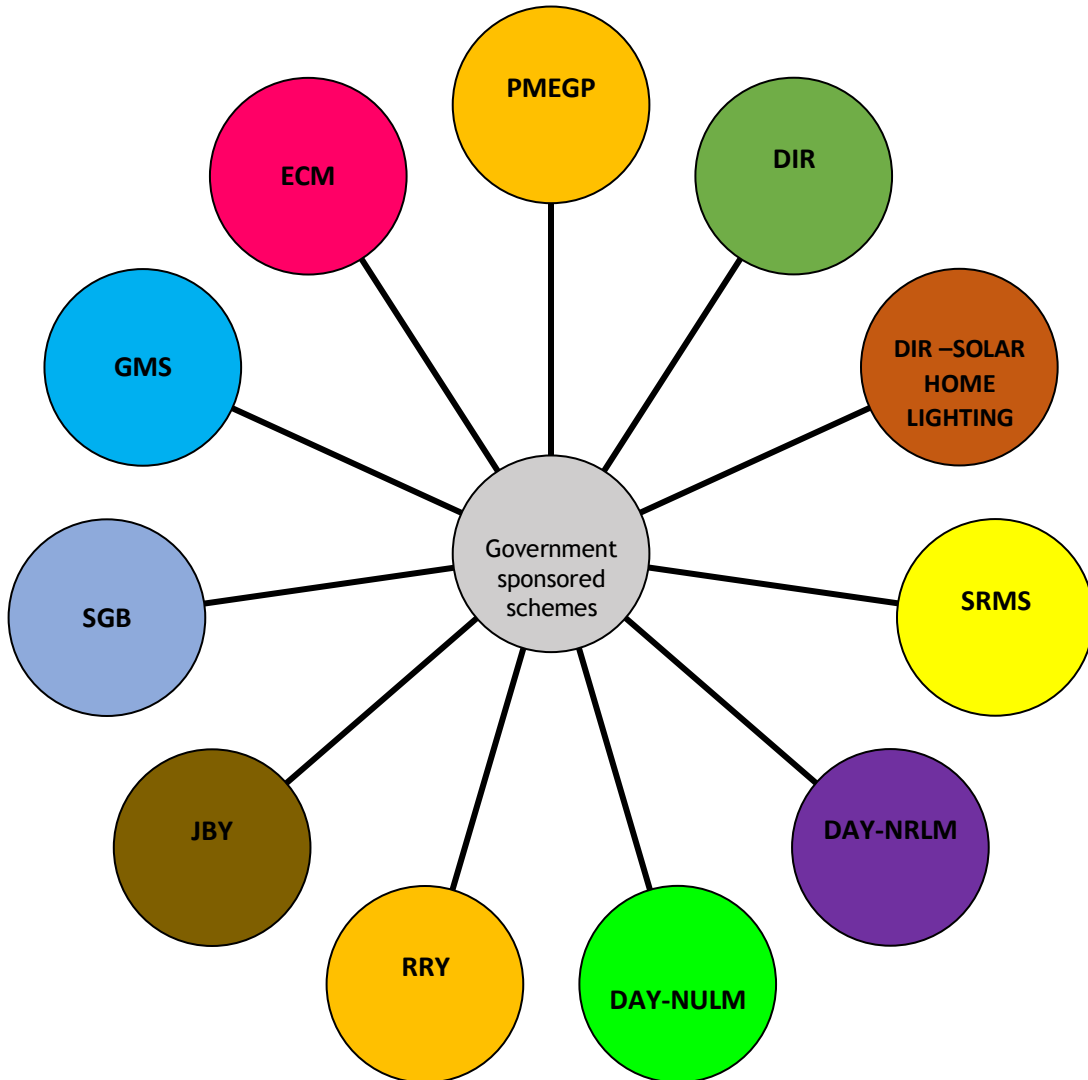 PMEGP
DIR
DIR –SOLAR
HOME
LIGHTING
SRMS
DAY-NRLM
DAY-NULM
RRY
JBY
SGB
GMS
ECM
Government
sponsored
schemes